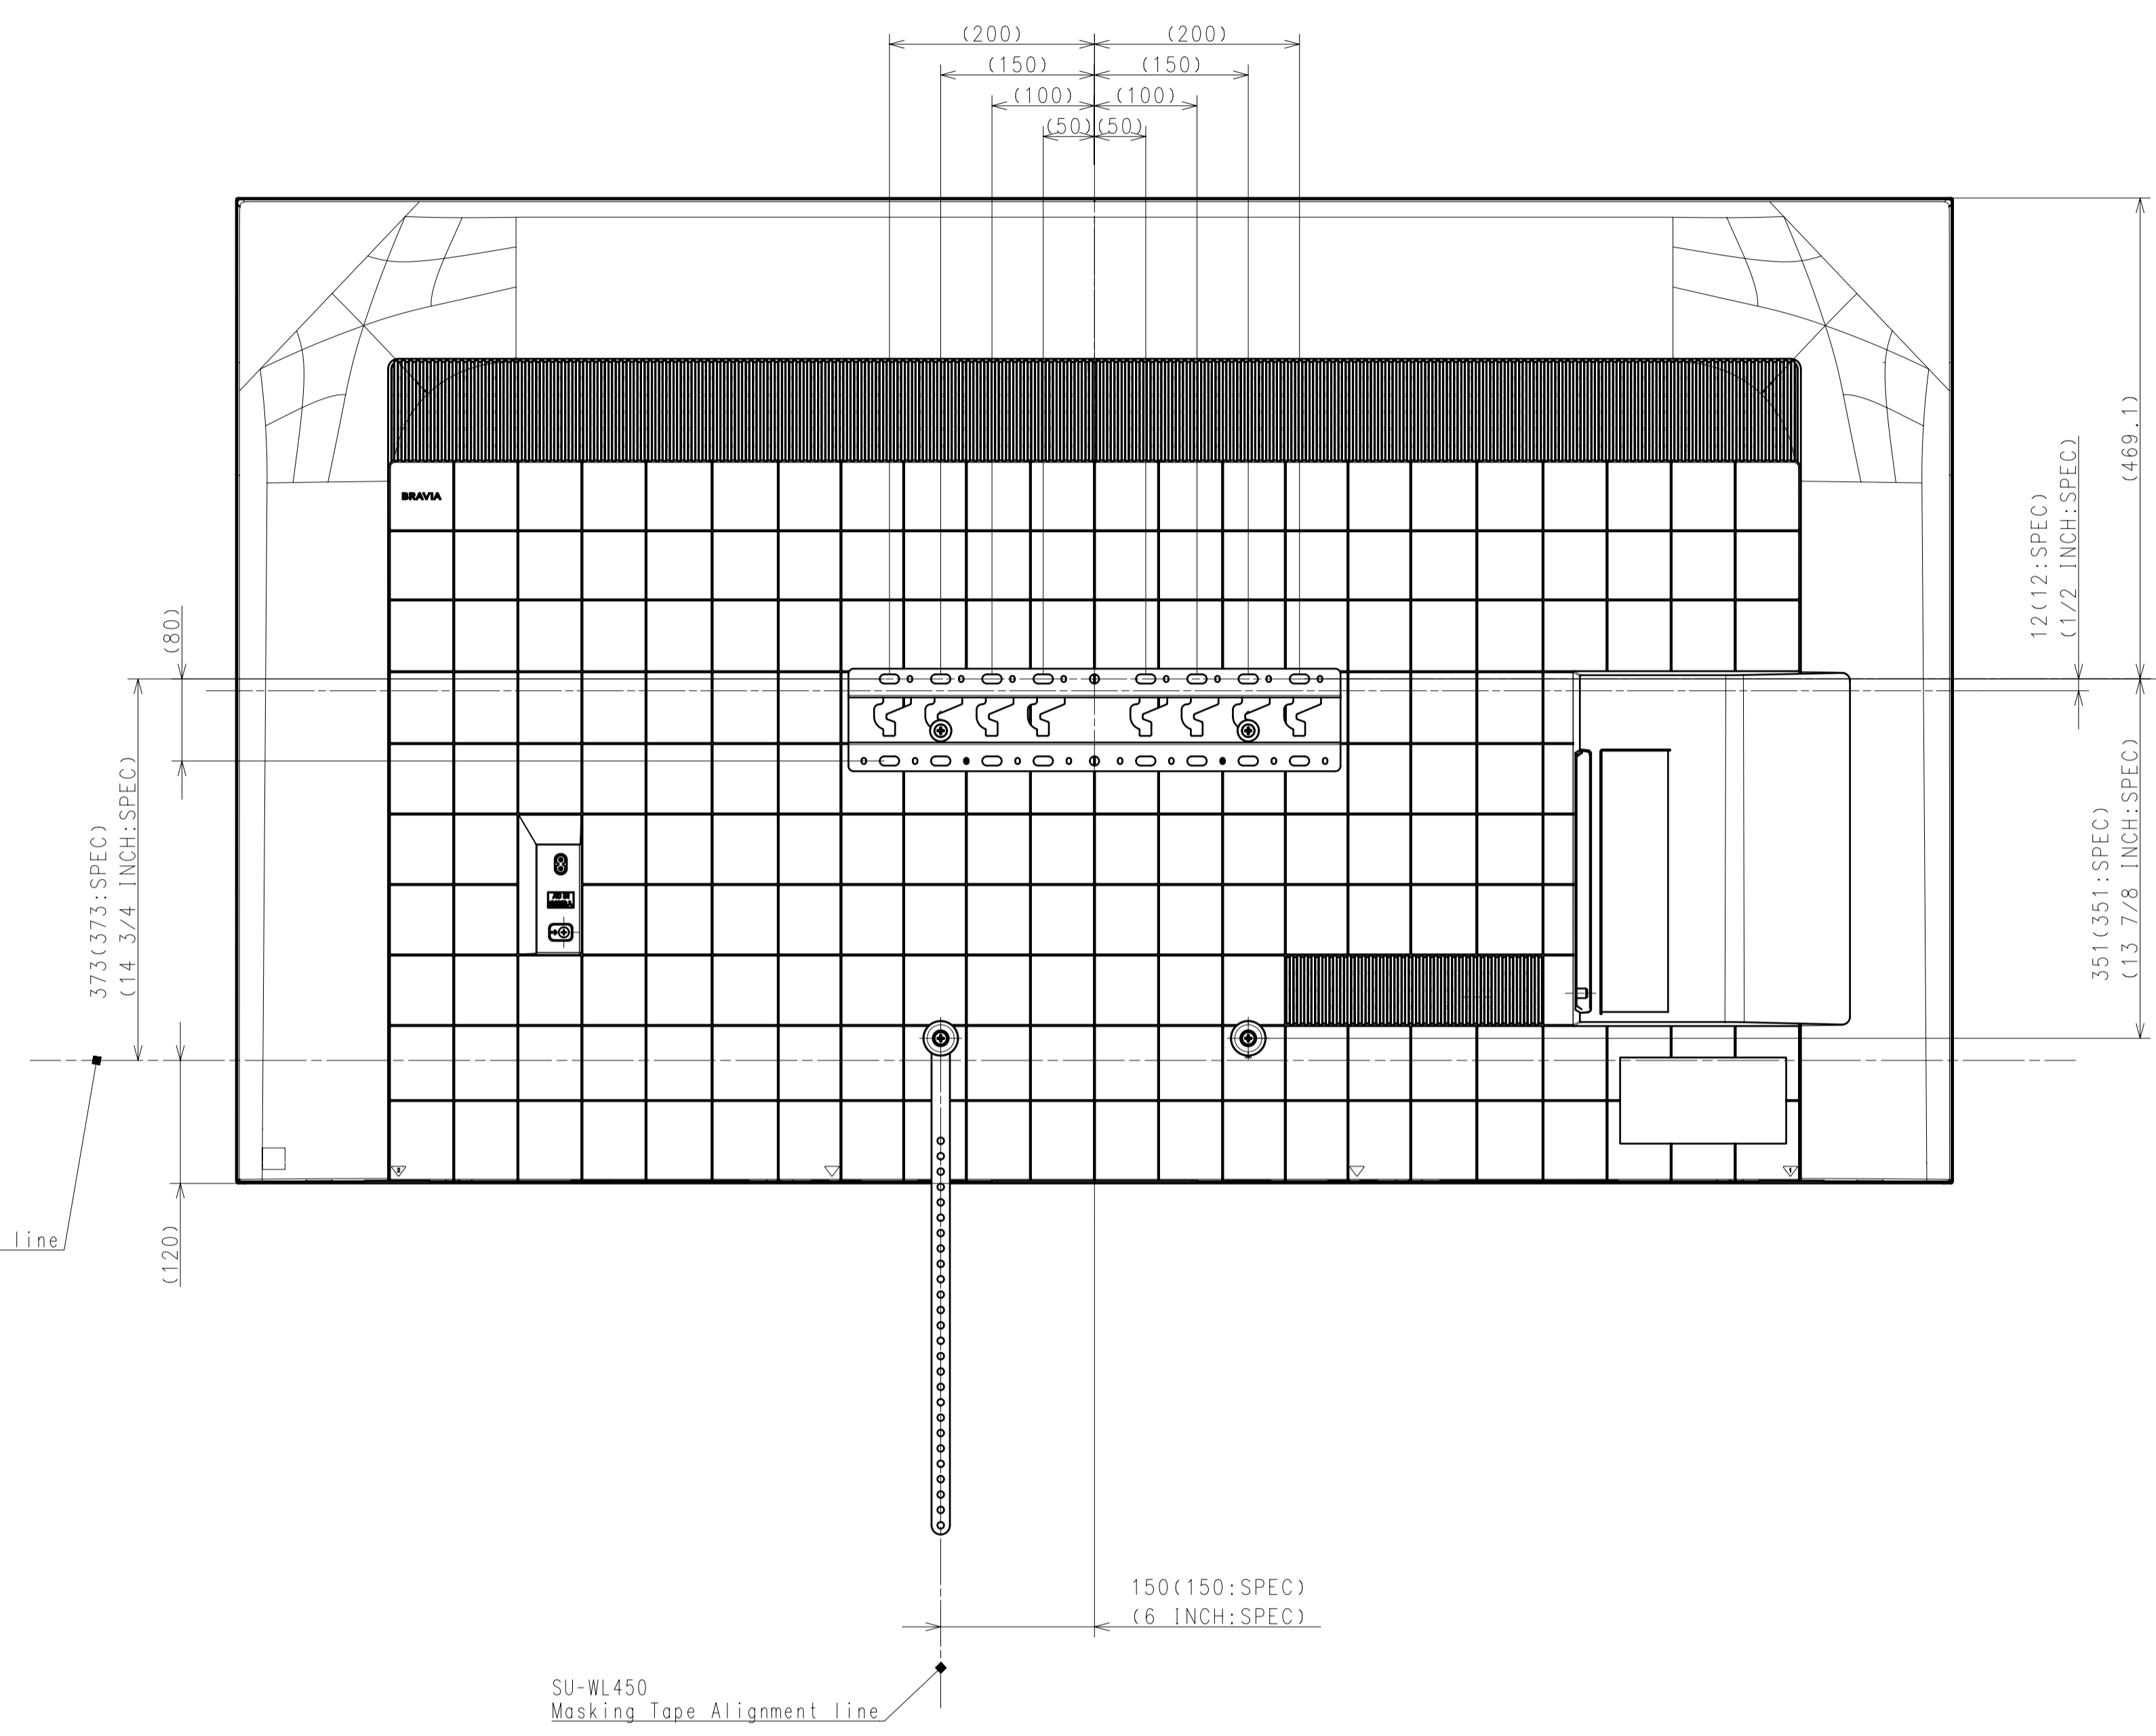 (200) (200)
(150) (150)
(100) (100)
(50) (50)
(469.1)
12(12:SPEC)
(1/2 INCH:SPEC)
BRAVIA
(80)
373(373:SPEC)
(14 3/4 INCH:SPEC)
351(351:SPEC)
(13 7/8 INCH:SPEC)
2
1
line
(120)
150(150:SPEC)
(6 INCH:SPEC)
SU-WL450
Masking Tape Alignment line